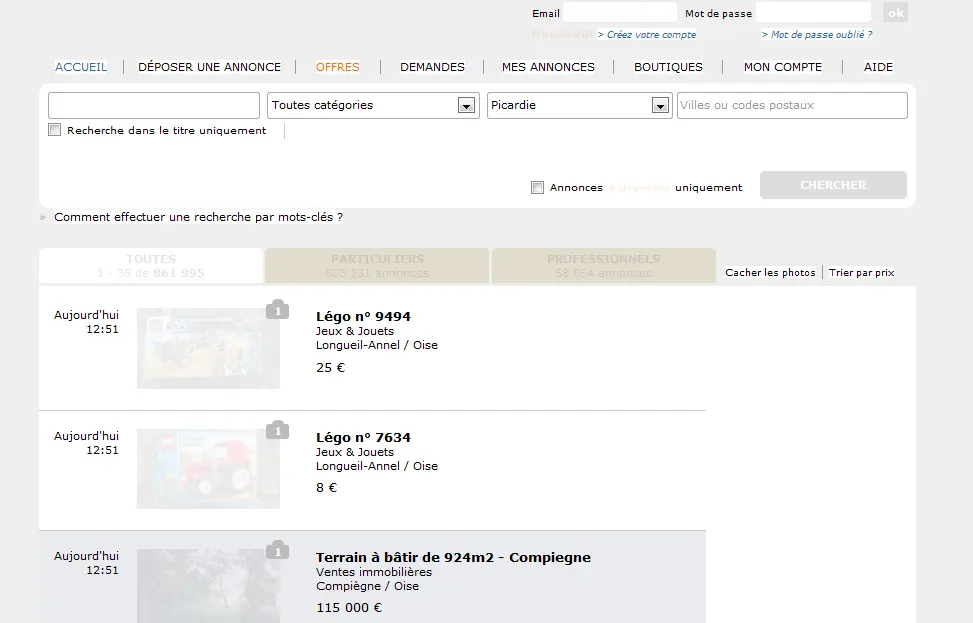 Email Mot de passe ok
> Créez votre compte > Mot de passe oublié ?
ACCUEIL DÉPOSER UNE ANNONCE OFFRES DEMANDES MES ANNONCES BOUTIQUES MON COMPTE AIDE
Toutes catégories Picardie Villes ou codes postaux
Recherche dans le titre uniquement
Annonces Urgentes uniquement CHERCHER
» Comment effectuer une recherche par mots-clés ?
TOUTES PARTICULIERS PROFESSIONNELS
1 - 35 de 861 995 803 131 annonces 58 864 annonces Cacher les photos Trier par prix
Aujourd'hui 1 Légo n° 9494
12:51 Jeux & Jouets
Longueil-Annel / Oise
25 €
Aujourd'hui 1 Légo n° 7634
12:51 Jeux & Jouets
Longueil-Annel / Oise
8 €
Aujourd'hui 1 Terrain à bâtir de 924m2 - Compiegne
12:51 Ventes immobilières
Compiègne / Oise
115 000 €